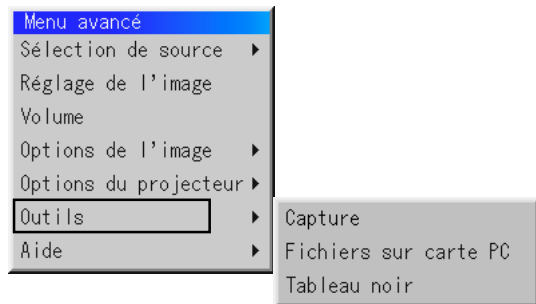 Menu avancé
Sélection de source
Réglage de l'image
Volume
Options de l'image
Options du projecteur
Outils
Aide
Capture
Fichiers sur carte PC
Tableau noir